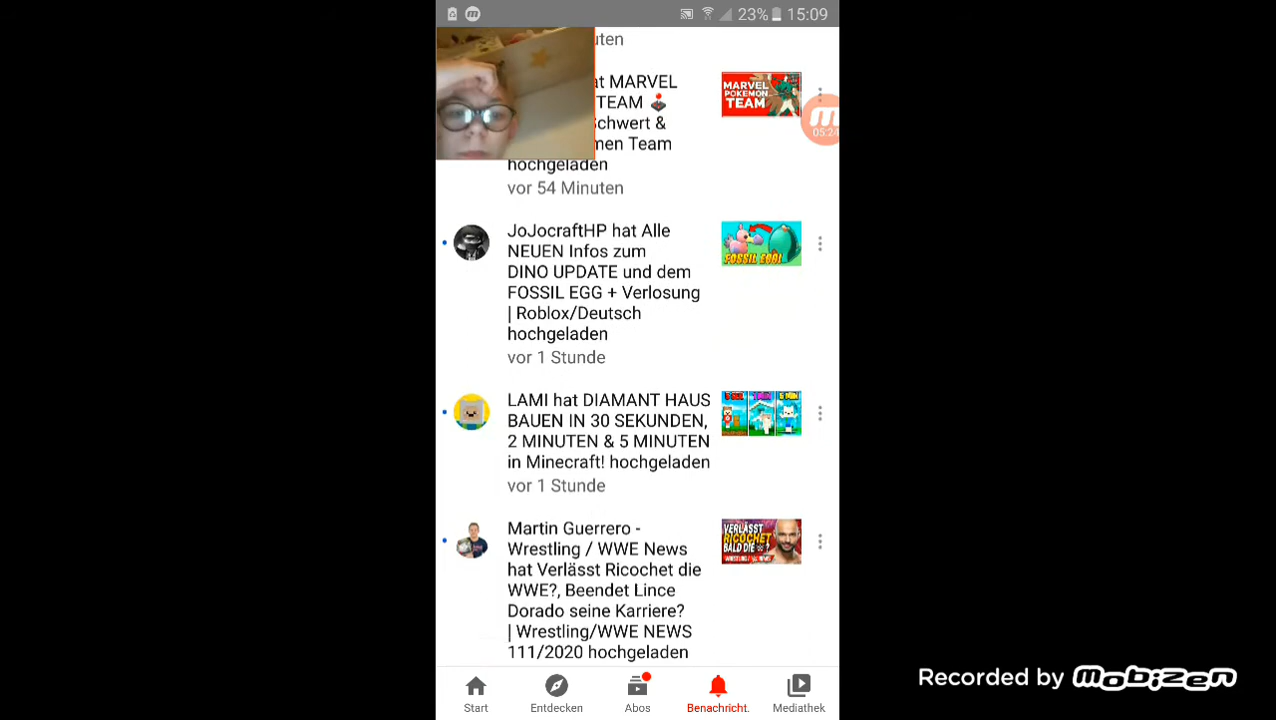 23% 15:09
uten
at MARVEL
TEAM 🕹️
Schwert &
men Team
hochgeladen
vor 54 Minuten
MARVEL
POKEMON
TEAM
05:24
JoJocraftHP hat Alle
NEUEN Infos zum
DINO UPDATE und dem
FOSSIL EGG + Verlosung
| Roblox/Deutsch
hochgeladen
vor 1 Stunde
FOSSIL EGG!
LAMI hat DIAMANT HAUS
BAUEN IN 30 SEKUNDEN,
2 MINUTEN & 5 MINUTEN
in Minecraft! hochgeladen
vor 1 Stunde
Martin Guerrero -
Wrestling / WWE News
hat Verlässt Ricochet die
WWE?, Beendet Lince
Dorado seine Karriere?
| Wrestling/WWE NEWS
111/2020 hochgeladen
VERLÄSST
RICOCHET
BALD DIE ?
Start
Entdecken
Abos
Benachricht.
Mediathek
Recorded by mobizen